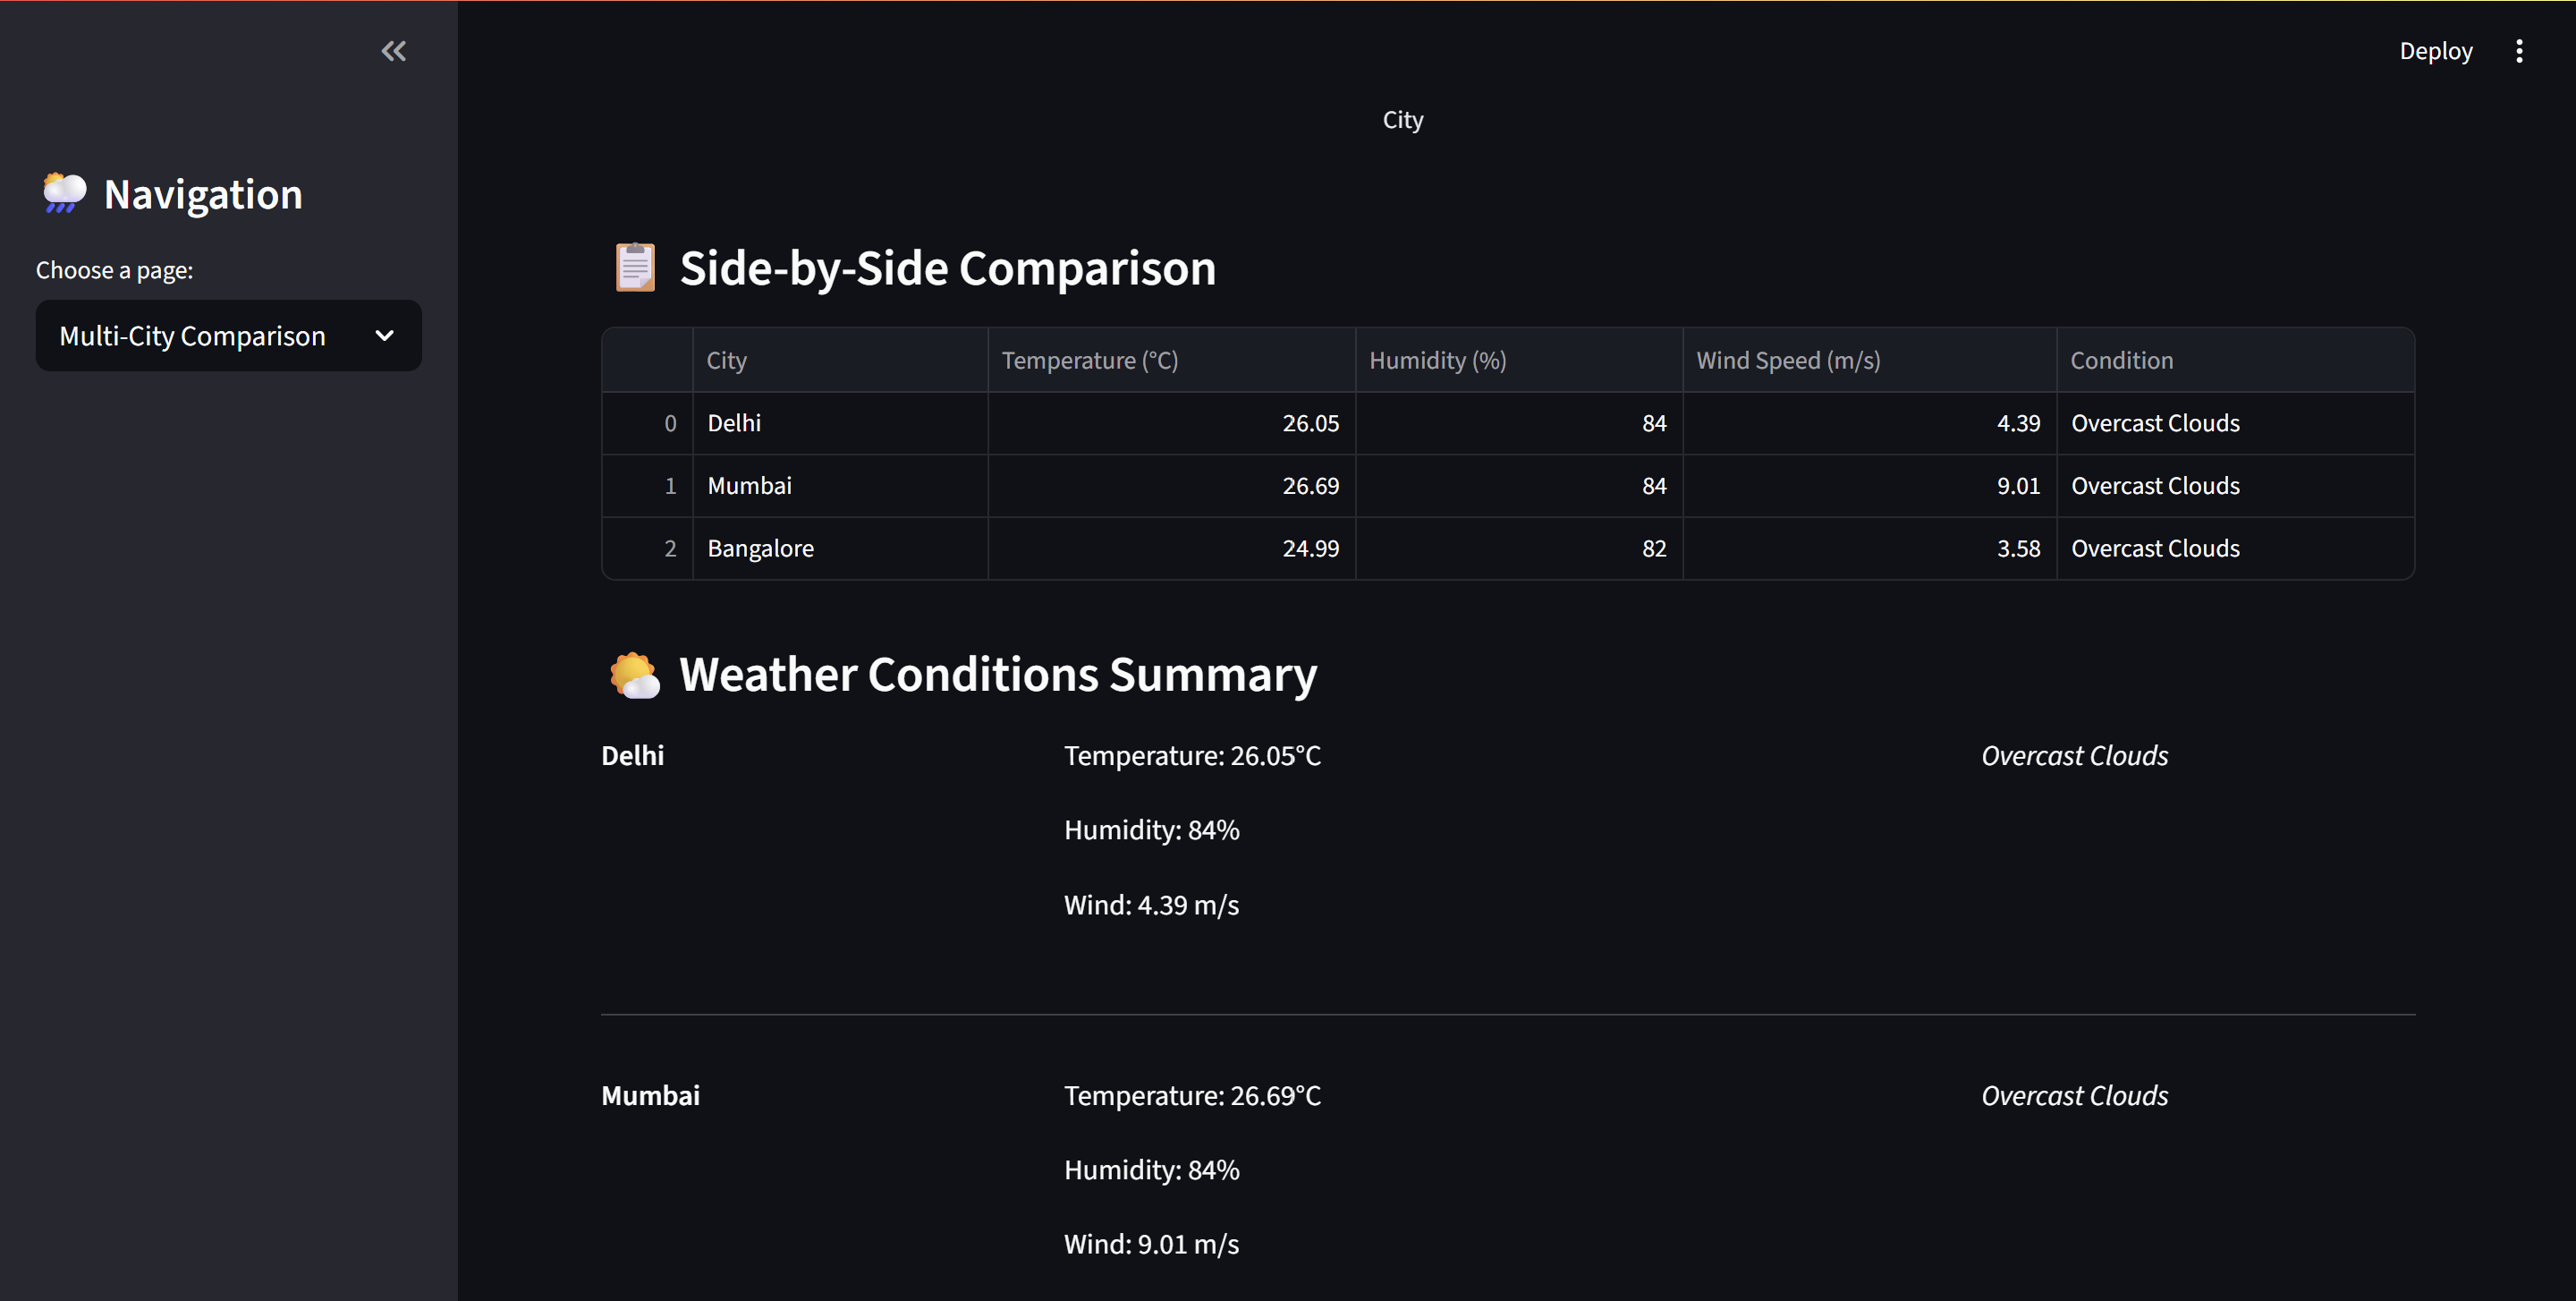 Deploy
City
Navigation
Choose a page:
Multi-City Comparison
Side-by-Side Comparison
City Temperature (°C) Humidity (%) Wind Speed (m/s) Condition
0 Delhi 26.05 84 4.39 Overcast Clouds
1 Mumbai 26.69 84 9.01 Overcast Clouds
2 Bangalore 24.99 82 3.58 Overcast Clouds
Weather Conditions Summary
Delhi Temperature: 26.05°C Overcast Clouds
Humidity: 84%
Wind: 4.39 m/s
Mumbai Temperature: 26.69°C Overcast Clouds
Humidity: 84%
Wind: 9.01 m/s